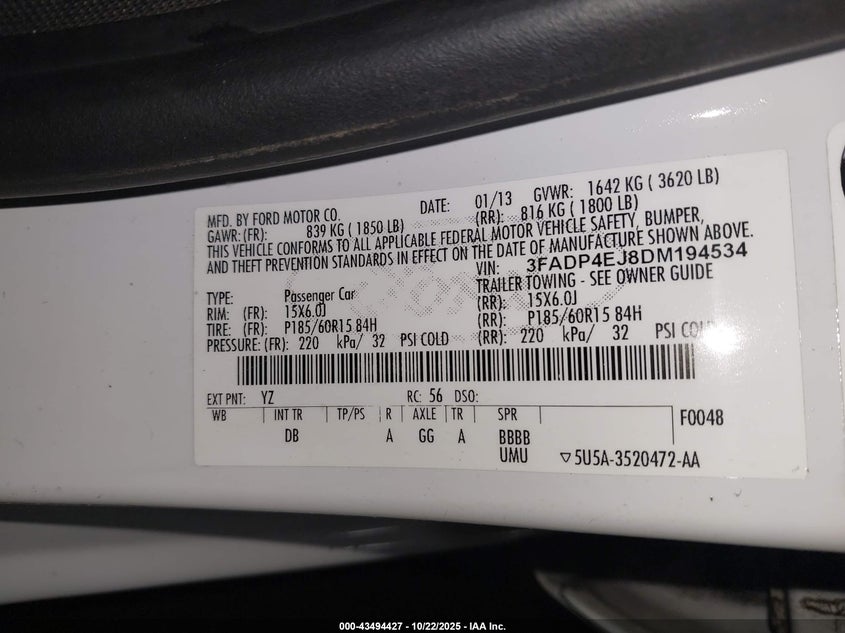 MFD. BY FORD MOTOR CO. DATE: 01/13 GVWR: 1642 KG ( 3620 LB)
GAWR: (FR): 839 KG ( 1850 LB) (RR): 816 KG ( 1800 LB)
THIS VEHICLE CONFORMS TO ALL APPLICABLE FEDERAL MOTOR VEHICLE SAFETY, BUMPER,
AND THEFT PREVENTION STANDARDS IN EFFECT ON THE DATE OF MANUFACTURE SHOWN ABOVE.
VIN: 3FADP4EJ8DM194534
TRAILER TOWING - SEE OWNER GUIDE
TYPE: Passenger Car
RIM: (FR): 15X6.0J (RR): 15X6.0J
TIRE: (FR): P185/60R15 84H (RR): P185/60R15 84H
PRESSURE: (FR): 220 kPa/ 32 PSI COLD (RR): 220 kPa/ 32 PSI COLD
EXT PNT: YZ RC: 56 DSO:
WB INT TR TP/PS R AXLE TR SPR F0048
DB A GG A BBBB
UMU ▽5U5A-3520472-AA
000-43494427 - 10/22/2025 - IAA Inc.